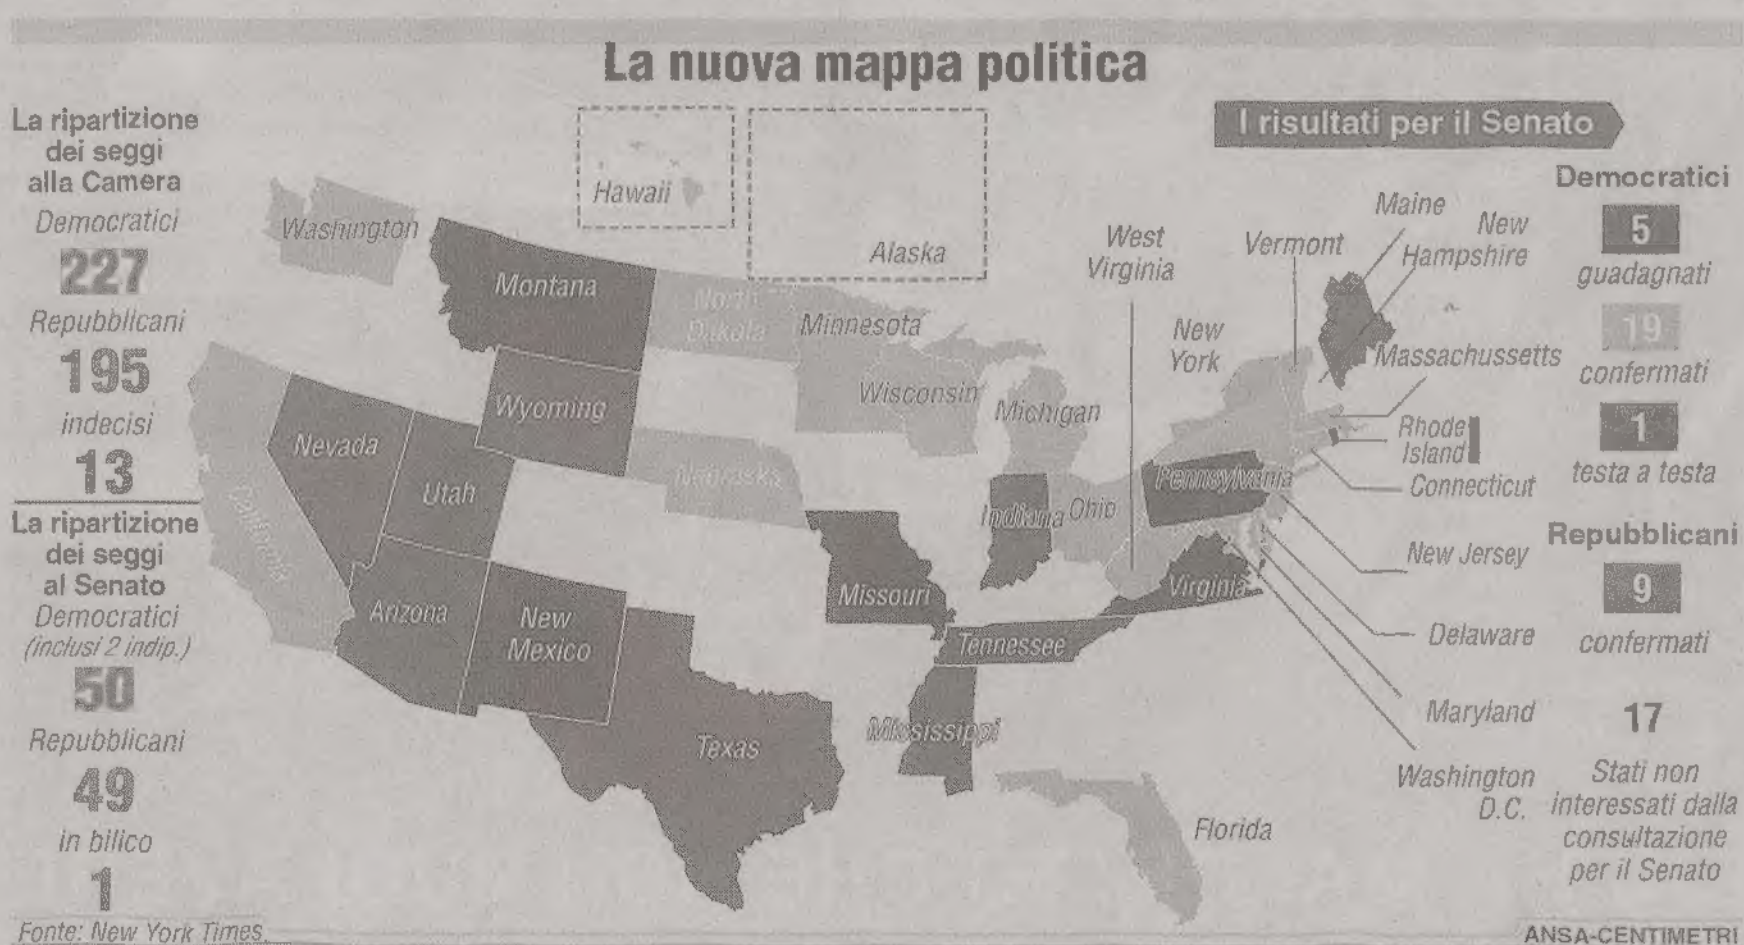 La nuova mappa politica
La ripartizione
dei seggi
alla Camera
Democratici
227
Repubblicani
195
indecisi
13
La ripartizione
dei seggi
al Senato
Democratici
(inclusi 2 indip.)
50
Repubblicani
49
in bilico
1
Fonte: New York Times
Hawaii
Alaska
Washington
Montana
North
Dakota
Minnesota
Wisconsin
Michigan
Wyoming
Nevada
Utah
California
Nebraska
Arizona
New
Mexico
Texas
Missouri
Indiana
Ohio
Pennsylvania
Virginia
Tennessee
Mississippi
Florida
West
Virginia
New
York
Vermont
Maine
New
Hampshire
Massachussetts
Rhode
Island
Connecticut
New Jersey
Delaware
Maryland
Washington
D.C.
I risultati per il Senato
Democratici
5
guadagnati
19
confermati
1
testa a testa
Repubblicani
9
confermati
17
Stati non
interessati dalla
consultazione
per il Senato
ANSA-CENTIMETRI